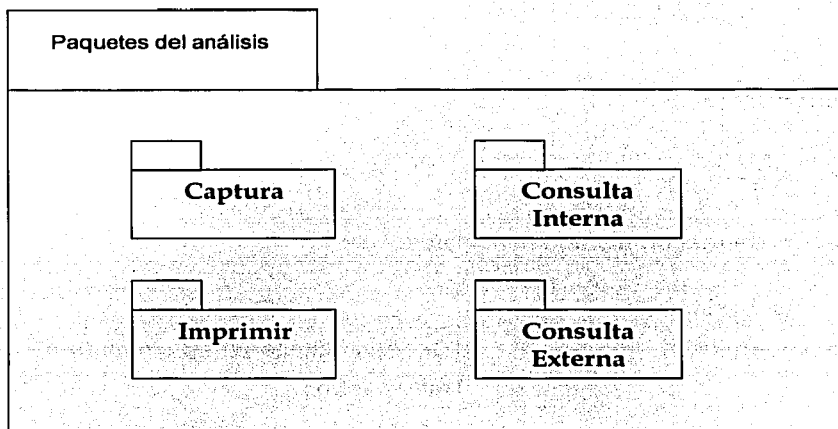 Paquetes del análisis
Captura
Consulta
Interna
Imprimir
Consulta
Externa